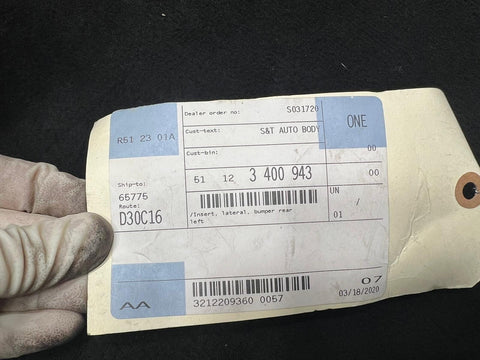 Dealer order no: S031720
ONE
R51 23 01A
Cust-text: S&T AUTO BODY
Cust-bin:
00
51 12 3 400 943
00
Ship-to:
65775
Route:
D30C16
UN /
01
/Insert, lateral, bumper rear
left
AA
3212209360 0057
07
03/18/2020